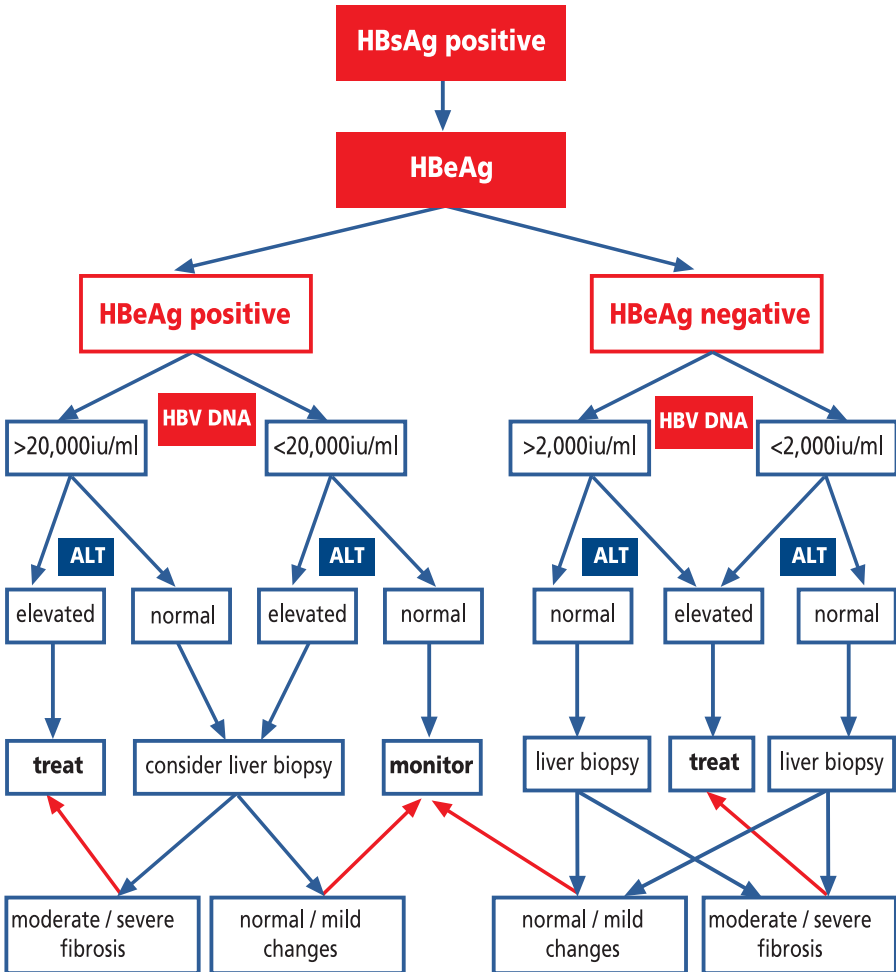 HBsAg positive
HBeAg
HBeAg positive
HBeAg negative
HBV DNA
HBV DNA
>20,000iu/ml
<20,000iu/ml
>2,000iu/ml
<2,000iu/ml
ALT
ALT
ALT
ALT
elevated
normal
elevated
normal
normal
elevated
normal
treat
consider liver biopsy
monitor
liver biopsy
treat
liver biopsy
moderate / severe
fibrosis
normal / mild
changes
normal / mild
changes
moderate / severe
fibrosis